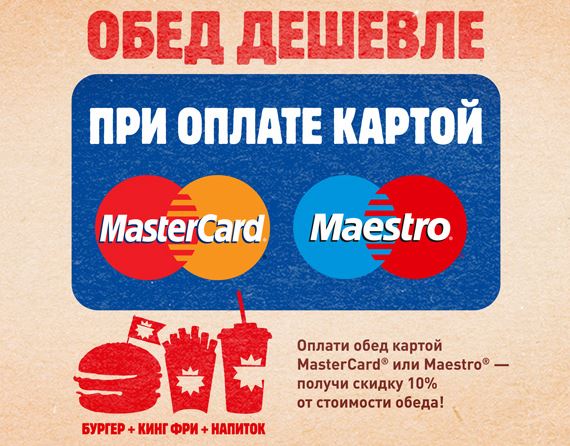 ОБЕД ДЕШЕВЛЕ
ПРИ ОПЛАТЕ КАРТОЙ
MasterCard® Maestro®
Оплати обед картой
MasterCard® или Maestro® —
получи скидку 10%
от стоимости обеда!
БУРГЕР + КИНГ ФРИ + НАПИТОК